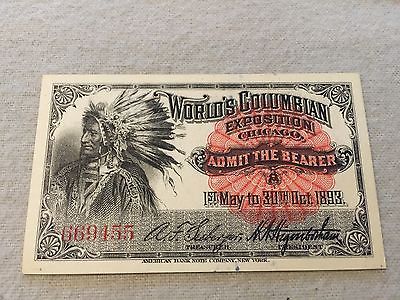 WORLD'S COLUMBIAN
EXPOSITION
CHICAGO,
ADMIT THE BEARER
1ST May to 30TH Oct. 1893.
669455
TREASURER
PRESIDENT
AMERICAN BANK NOTE COMPANY, NEW YORK.